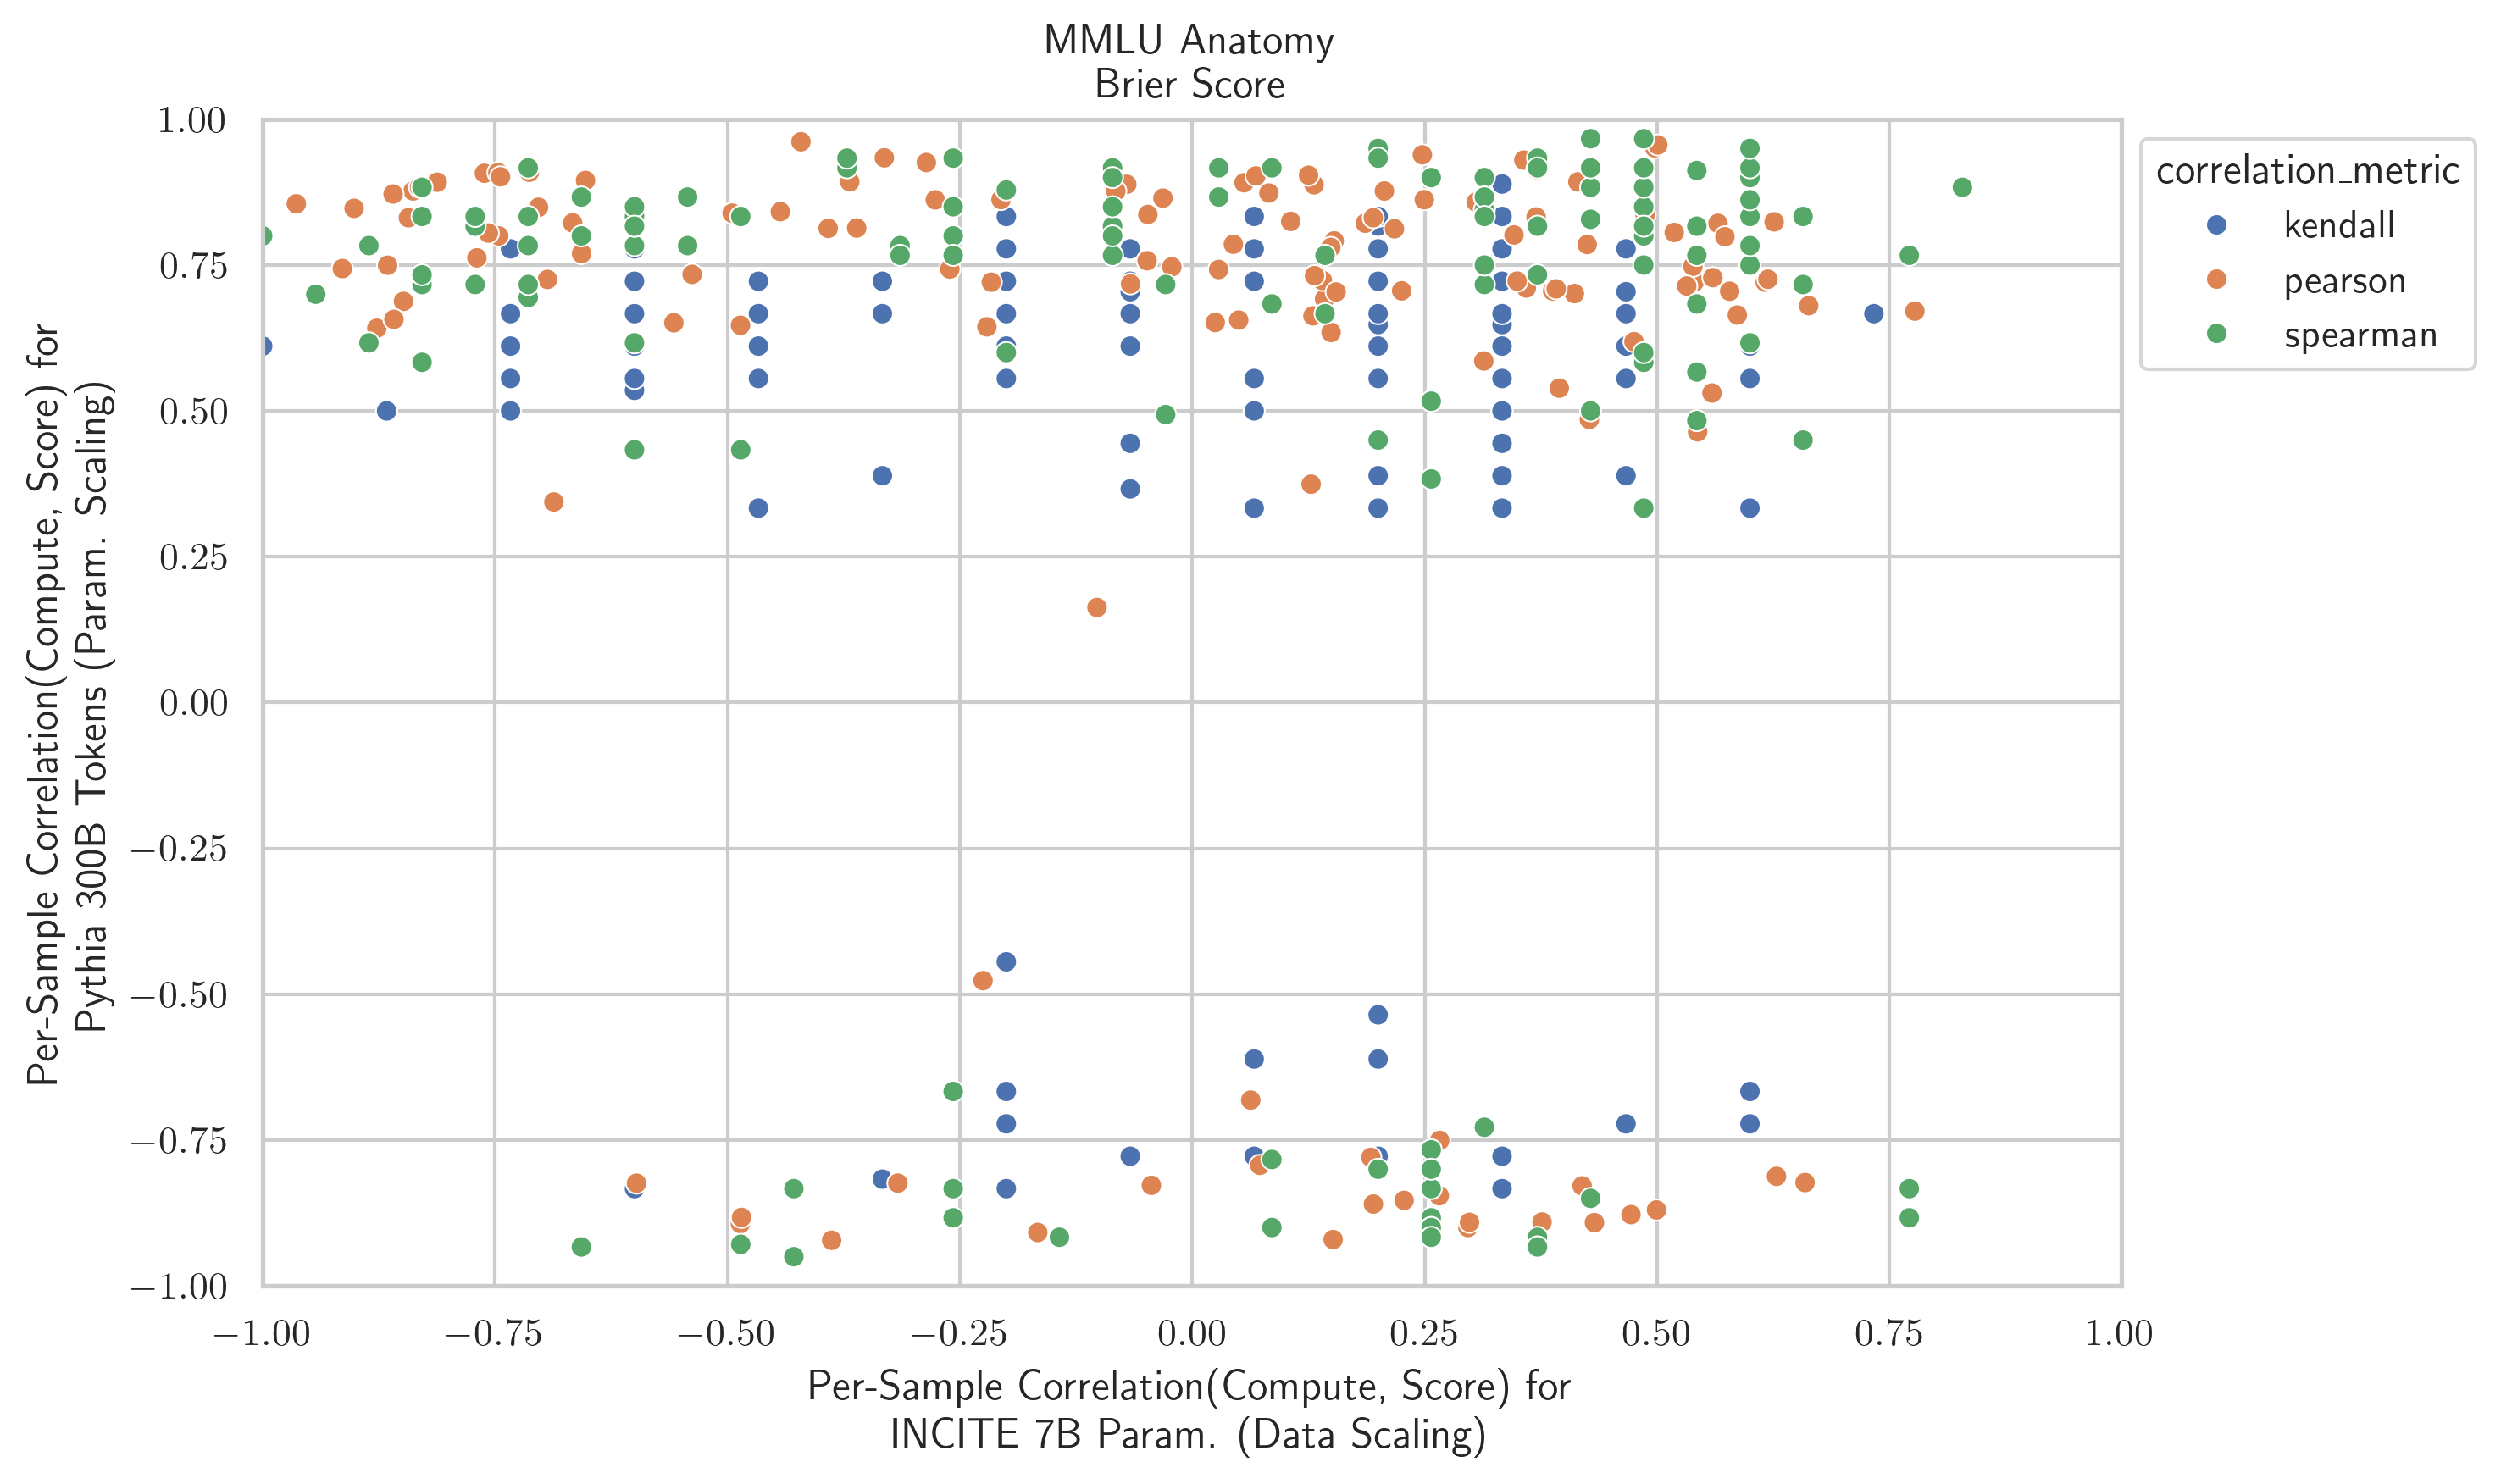 MMLU Anatomy
Brier Score
Per-Sample Correlation(Compute, Score) for
Pythia 300B Tokens (Param. Scaling)
1.00
0.75
0.50
0.25
0.00
−0.25
−0.50
−0.75
−1.00
−1.00
−0.75
−0.50
−0.25
0.00
0.25
0.50
0.75
1.00
Per-Sample Correlation(Compute, Score) for
INCITE 7B Param. (Data Scaling)
correlation_metric
kendall
pearson
spearman